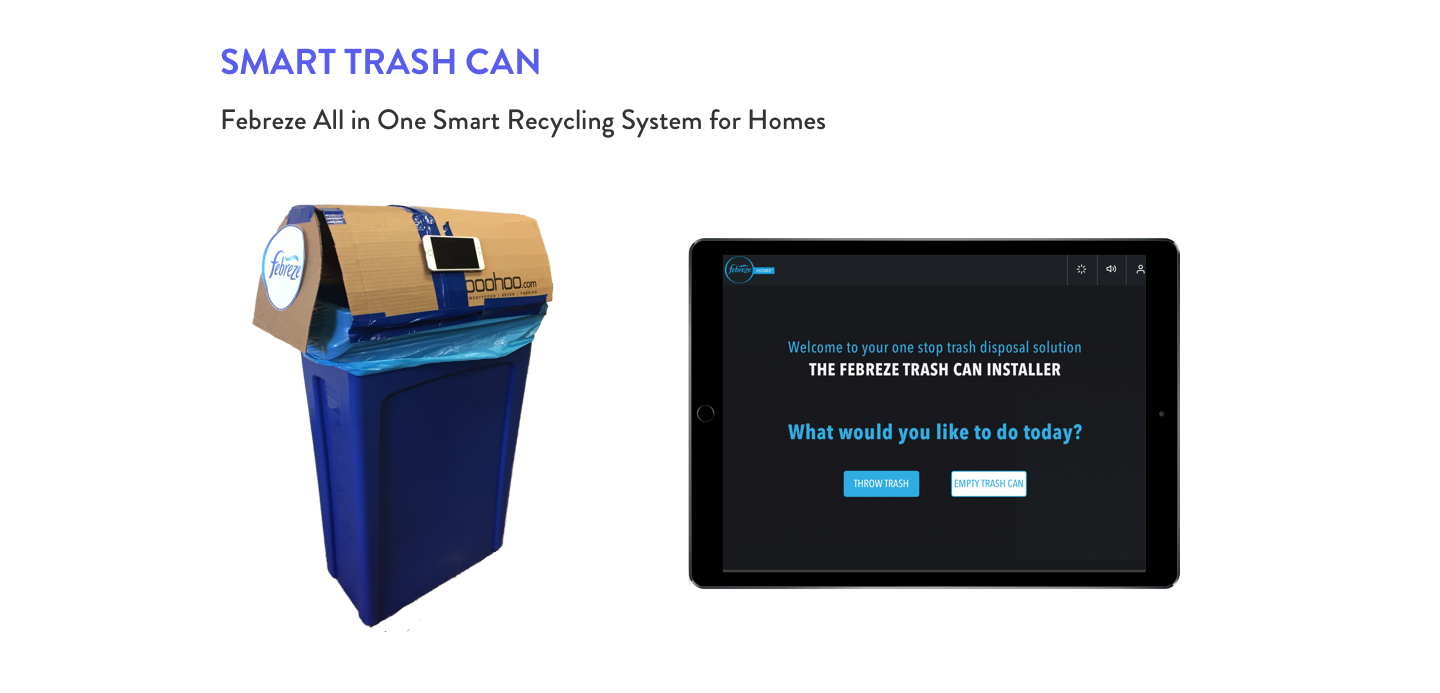 SMART TRASH CAN
Febreze All in One Smart Recycling System for Homes
febreze
boohoo.com
febreze HOME
Welcome to your one stop trash disposal solution
THE FEBREZE TRASH CAN INSTALLER
What would you like to do today?
THROW TRASH
EMPTY TRASH CAN